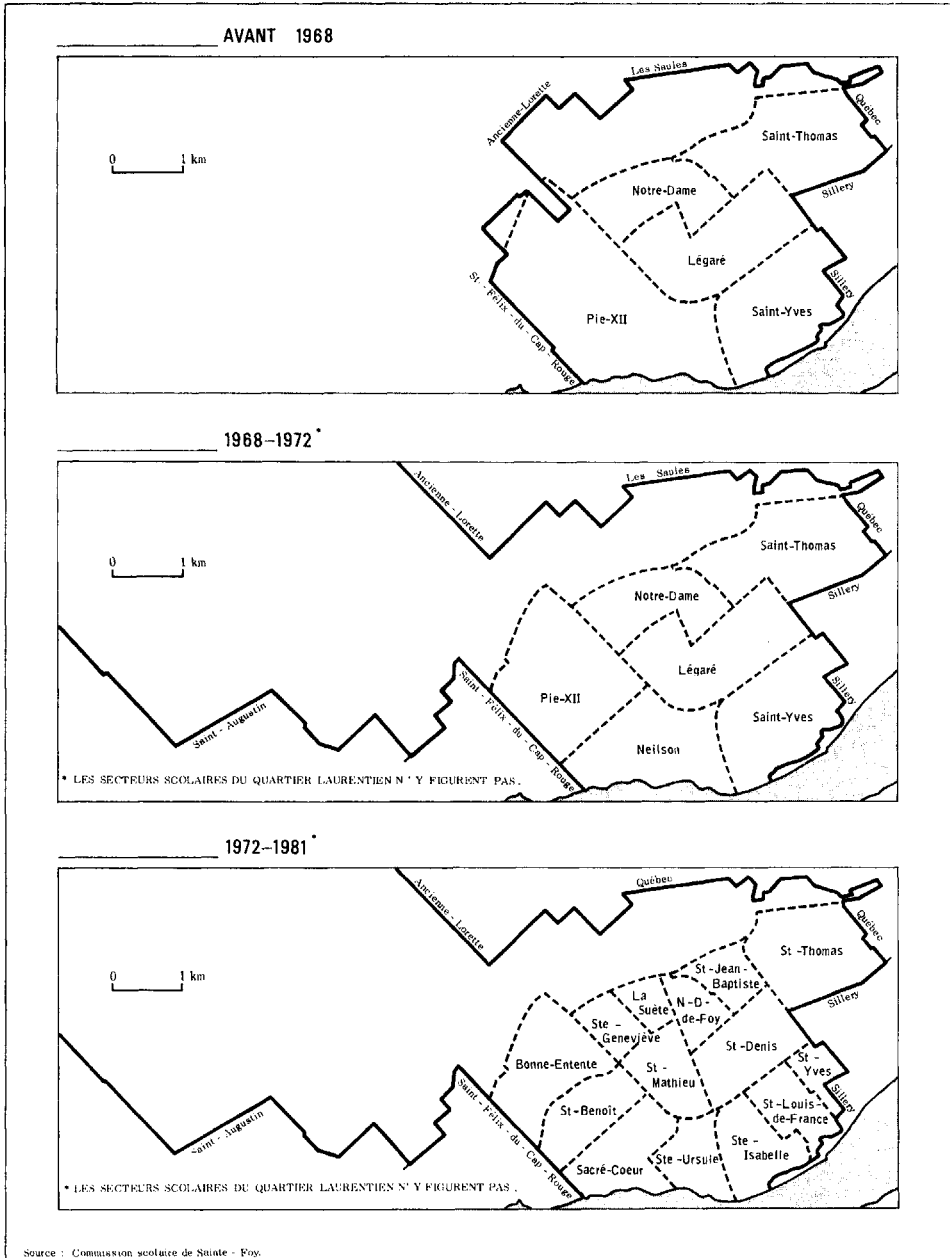 AVANT 1968
Les Saules
Ancienne-Lorette
Québec
Saint-Thomas
0 1 km
Notre-Dame
Sillery
Légaré
St-Félix-du-Cap-Rouge
Pie-XII
Saint-Yves
Sillery
1968–1972*
Ancienne-Lorette
Les Saules
Québec
Saint-Thomas
0 1 km
Notre-Dame
Sillery
Légaré
Saint-Félix-du-Cap-Rouge
Pie-XII
Saint-Yves
Sillery
Saint-Augustin
Neilson
* LES SECTEURS SCOLAIRES DU QUARTIER LAURENTIEN N'Y FIGURENT PAS.
1972–1981*
Ancienne-Lorette
Québec
Québec
St-Thomas
0 1 km
St-Jean-
Baptiste
La
Suète
N-D-
de-Foy
Ste-
Geneviève
St-Denis
Bonne-Entente
St-
Mathieu
St-
Yves
Sillery
St-Benoît
St-Louis-
de-France
Saint-Félix-du-Cap-Rouge
Saint-Augustin
Ste-
Isabelle
Sacré-Coeur
Ste-Ursule
Sillery
* LES SECTEURS SCOLAIRES DU QUARTIER LAURENTIEN N'Y FIGURENT PAS.
Source : Commission scolaire de Sainte-Foy.